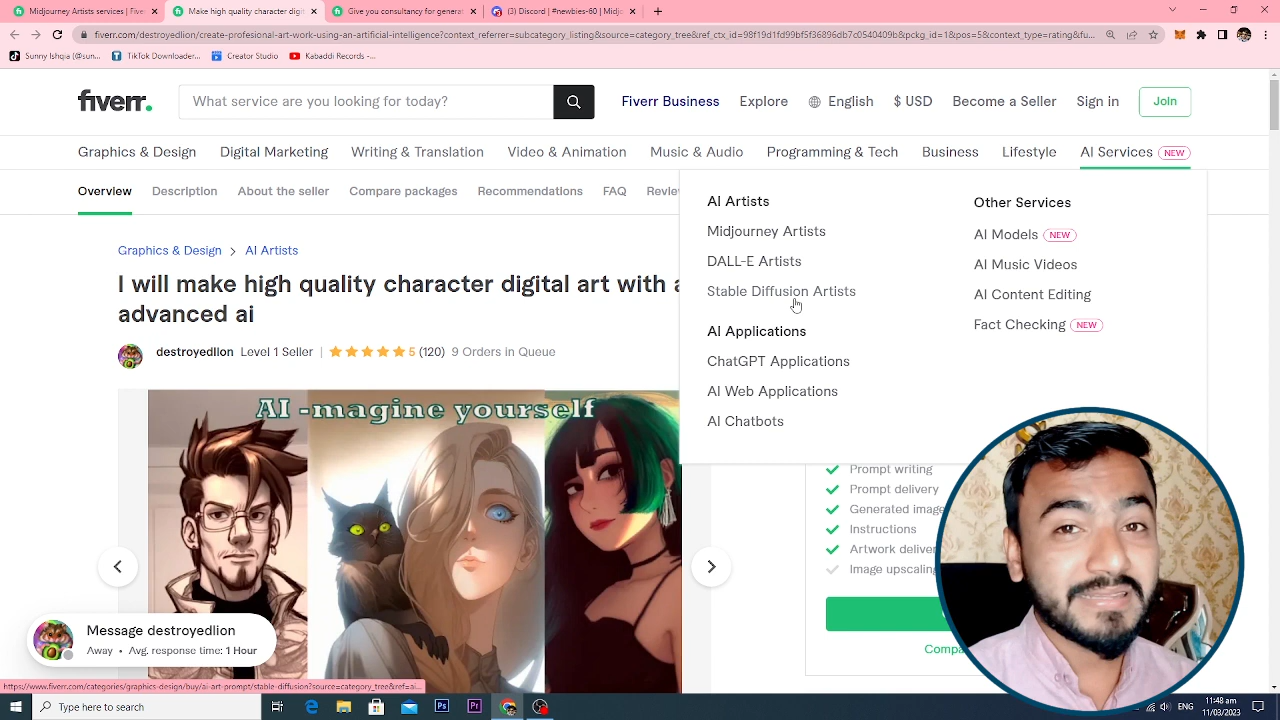 Midjourney Artists services | Five
Make high quality character digit
Give you consultancy for general
(3) Discord | #newbies-60 | Midj
fiverr.com/destroyedlion/create-profesional-art-work-using-an-artificial-intelligence?context_referrer=subcategory_listing&source=category_tree&ref_ctx_id=98f19d1fd99bf5f36896db7c0540409b&pckg_id=1&pos=5&context_type=rating&fu...
Sunny Ishqia (@sun...
TikTok Downloader...
Creator Studio
Kabaddi Records -...
fiverr.
What service are you looking for today?
Fiverr Business
Explore
English
$ USD
Become a Seller
Sign in
Join
Graphics & Design
Digital Marketing
Writing & Translation
Video & Animation
Music & Audio
Programming & Tech
Business
Lifestyle
AI Services NEW
Overview
Description
About the seller
Compare packages
Recommendations
FAQ
AI Artists
Midjourney Artists
DALL-E Artists
Stable Diffusion Artists
AI Applications
ChatGPT Applications
AI Web Applications
AI Chatbots
Other Services
AI Models NEW
AI Music Videos
AI Content Editing
Fact Checking NEW
Graphics & Design > AI Artists
I will make high quality character digital art with
advanced ai
destroyedlion Level 1 Seller | 5 (120) 9 Orders in Queue
AI -magine yourself
Prompt writing
Prompt delivery
Generated image
Instructions
Artwork deliver
Image upscaling
Compa
Message destroyedlion
Away • Avg. response time: 1 Hour
https://www.fiverr.com/categories/graphics-design/buy/ai-art-prompt/stable-diffusion?source=category_tree&ref=ai...
Type here to search
11:48 am
11/03/2023